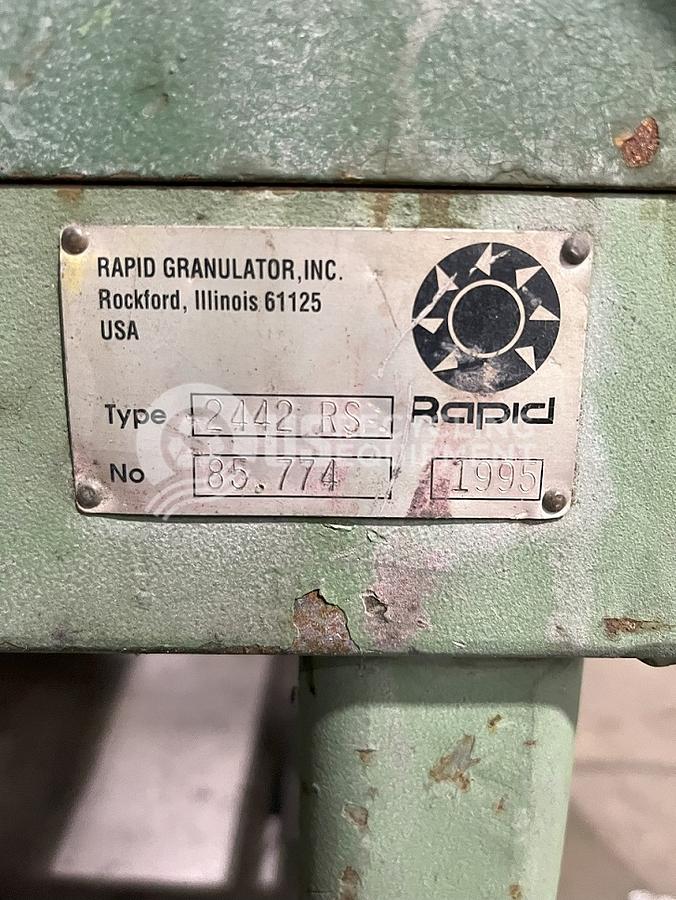 RAPID GRANULATOR, INC.
Rockford, Illinois 61125
USA
Type 2442 RS
Rapid
No 85.774 1995